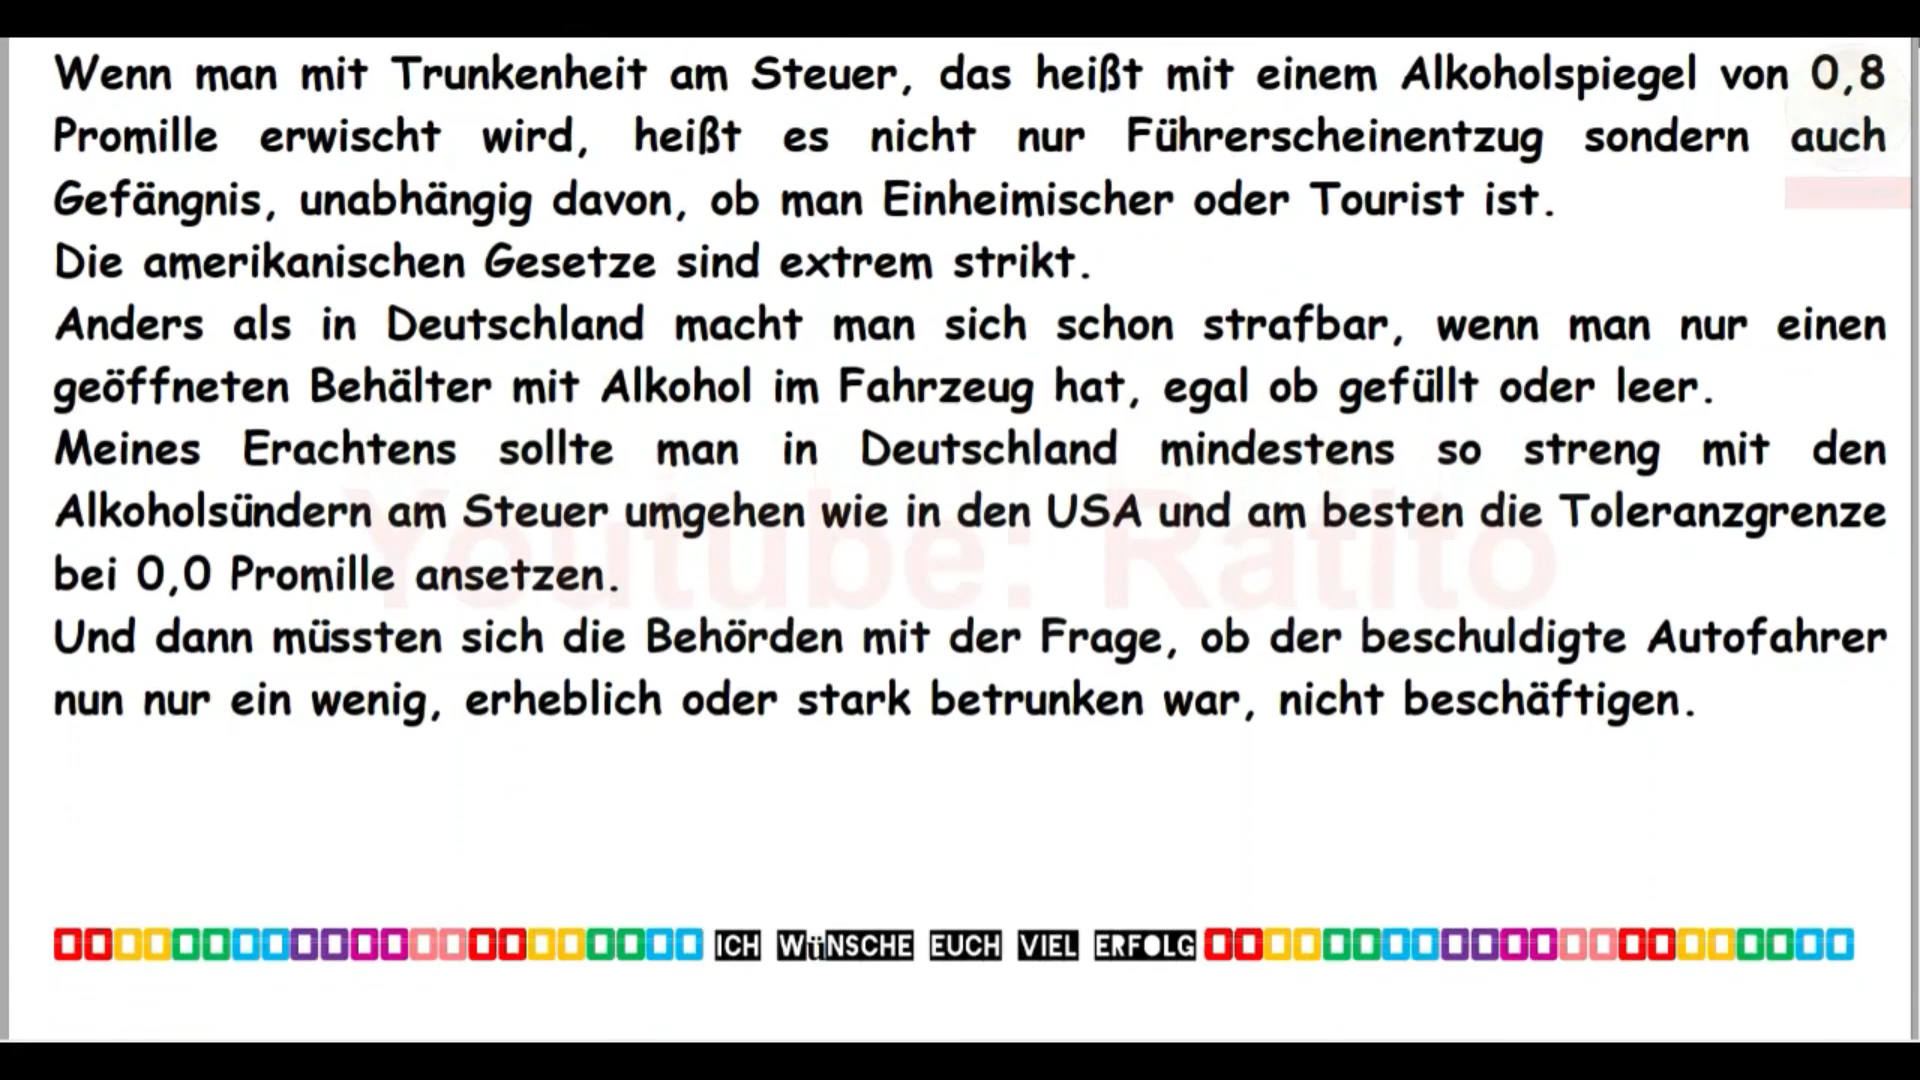 Wenn man mit Trunkenheit am Steuer, das heißt mit einem Alkoholspiegel von 0,8
Promille erwischt wird, heißt es nicht nur Führerscheinentzug sondern auch
Gefängnis, unabhängig davon, ob man Einheimischer oder Tourist ist.
Die amerikanischen Gesetze sind extrem strikt.
Anders als in Deutschland macht man sich schon strafbar, wenn man nur einen
geöffneten Behälter mit Alkohol im Fahrzeug hat, egal ob gefüllt oder leer.
Meines Erachtens sollte man in Deutschland mindestens so streng mit den
Alkoholsündern am Steuer umgehen wie in den USA und am besten die Toleranzgrenze
bei 0,0 Promille ansetzen.
Youtube: Ratito
Und dann müssten sich die Behörden mit der Frage, ob der beschuldigte Autofahrer
nun nur ein wenig, erheblich oder stark betrunken war, nicht beschäftigen.
ICH WüNSCHE EUCH VIEL ERFOLG